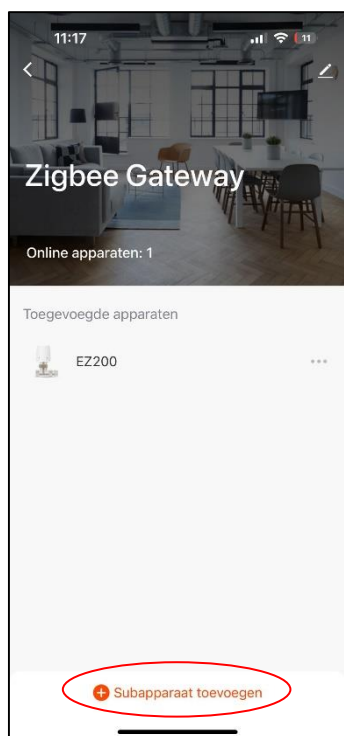 11:17
11
Zigbee Gateway
Online apparaten: 1
Toegevoegde apparaten
EZ200
Subapparaat toevoegen